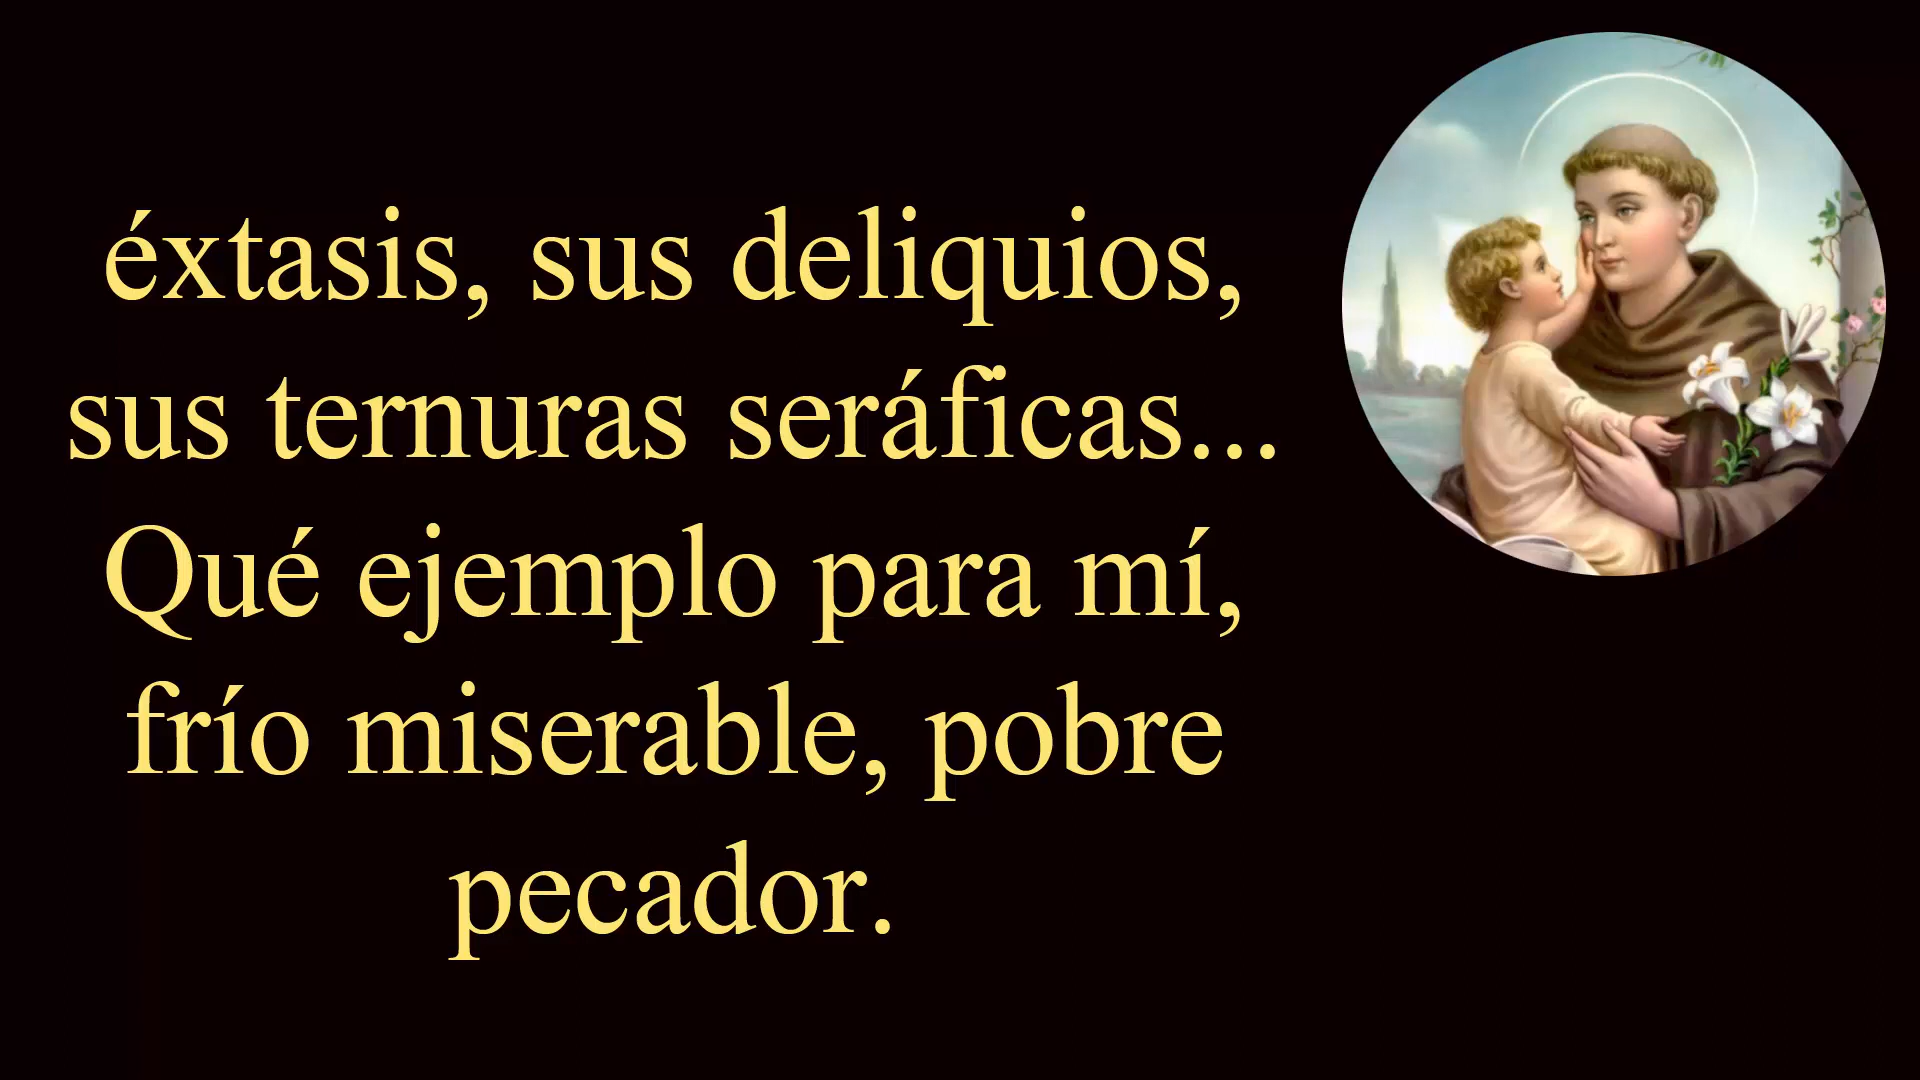 éxtasis, sus deliquios,
sus ternuras seráficas...
Qué ejemplo para mí,
frío miserable, pobre
pecador.